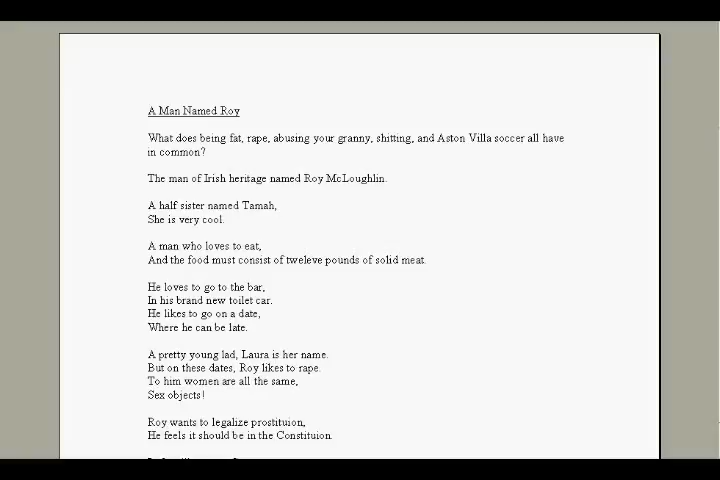 A Man Named Roy
What does being fat, rape, abusing your granny, shitting, and Aston Villa soccer all have
in common?
The man of Irish heritage named Roy McLoughlin.
A half sister named Tamah,
She is very cool.
A man who loves to eat,
And the food must consist of tweleve pounds of solid meat.
He loves to go to the bar,
In his brand new toilet car.
He likes to go on a date,
Where he can be late.
A pretty young lad, Laura is her name.
But on these dates, Roy likes to rape.
To him women are all the same,
Sex objects!
Roy wants to legalize prostituion,
He feels it should be in the Constituion.